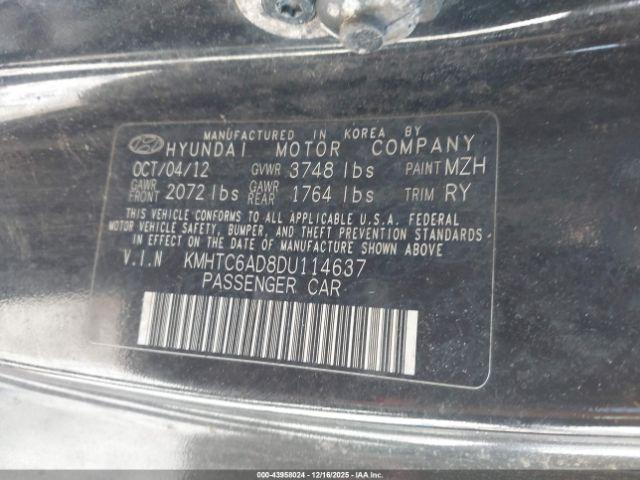 MANUFACTURED IN KOREA BY
HYUNDAI MOTOR COMPANY
OCT/04/12 GVWR 3748 lbs PAINT MZH
GAWR FRONT 2072 lbs GAWR REAR 1764 lbs TRIM RY
THIS VEHICLE CONFORMS TO ALL APPLICABLE U.S.A. FEDERAL
MOTOR VEHICLE SAFETY, BUMPER, AND THEFT PREVENTION STANDARDS
IN EFFECT ON THE DATE OF MANUFACTURE SHOWN ABOVE
V.I.N KMHTC6AD8DU114637
PASSENGER CAR
000-43958024 | 12/16/2025 | IAA Inc.